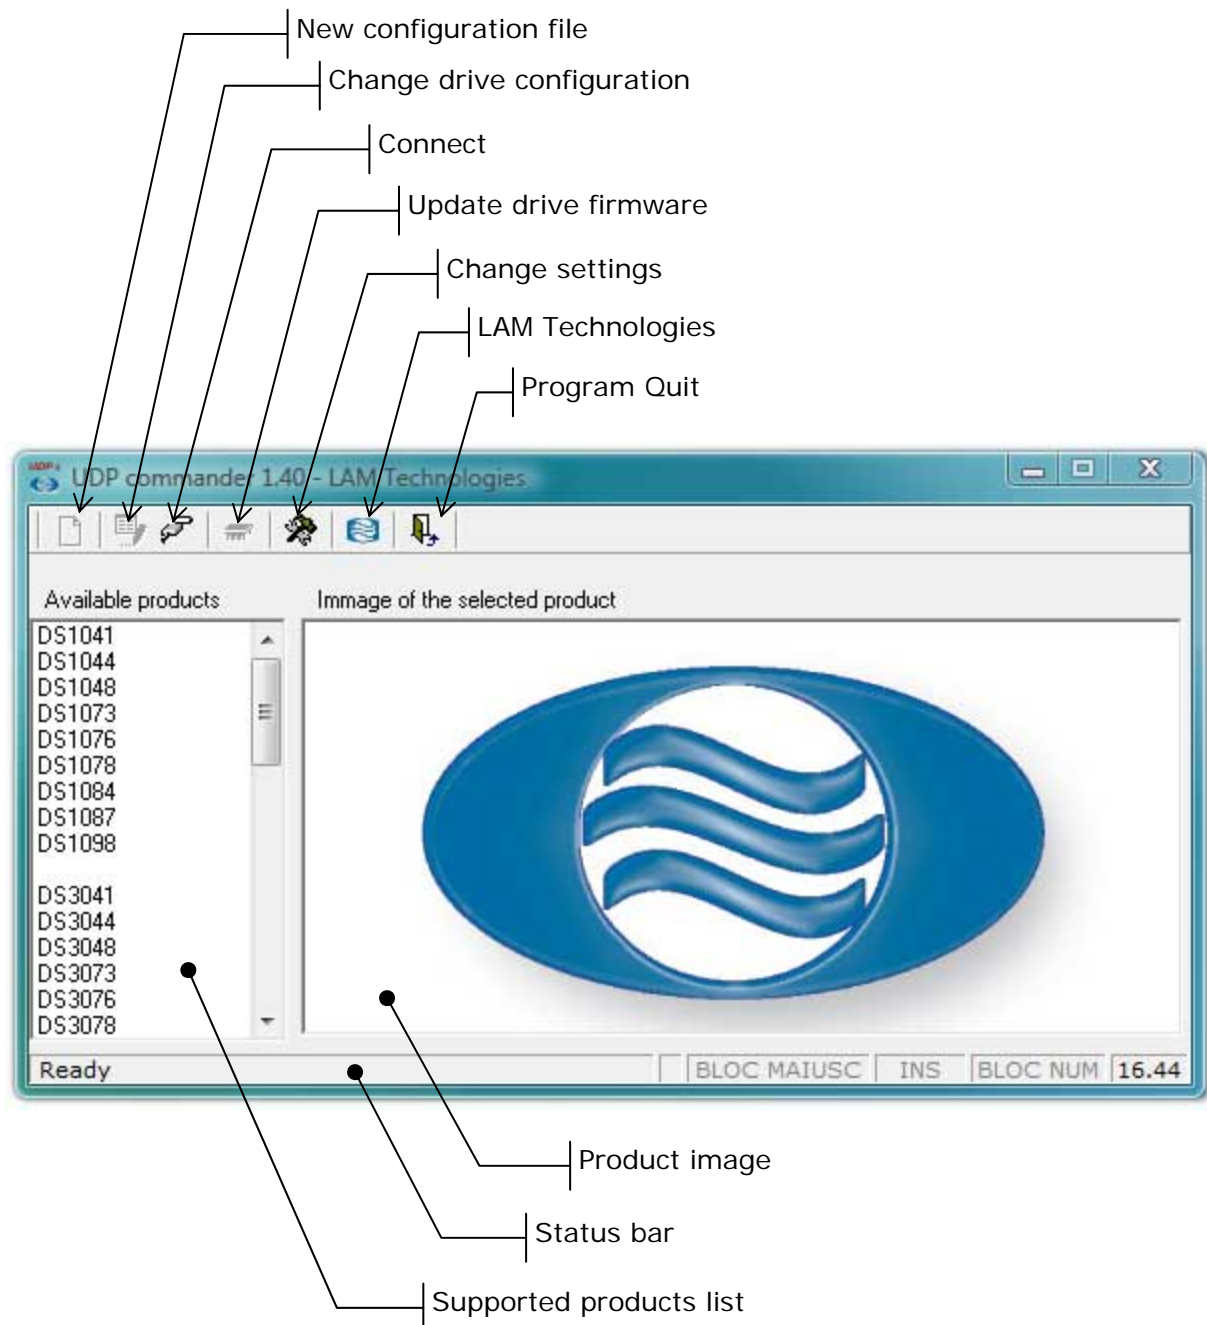 New configuration file
Change drive configuration
Connect
Update drive firmware
Change settings
LAM Technologies
Program Quit
UDP commander 1.40 - LAM Technologies
Available products
Immage of the selected product
DS1041
DS1044
DS1048
DS1073
DS1076
DS1078
DS1084
DS1087
DS1098
DS3041
DS3044
DS3048
DS3073
DS3076
DS3078
Ready
BLOC MAIUSC
INS
BLOC NUM
16.44
Product image
Status bar
Supported products list